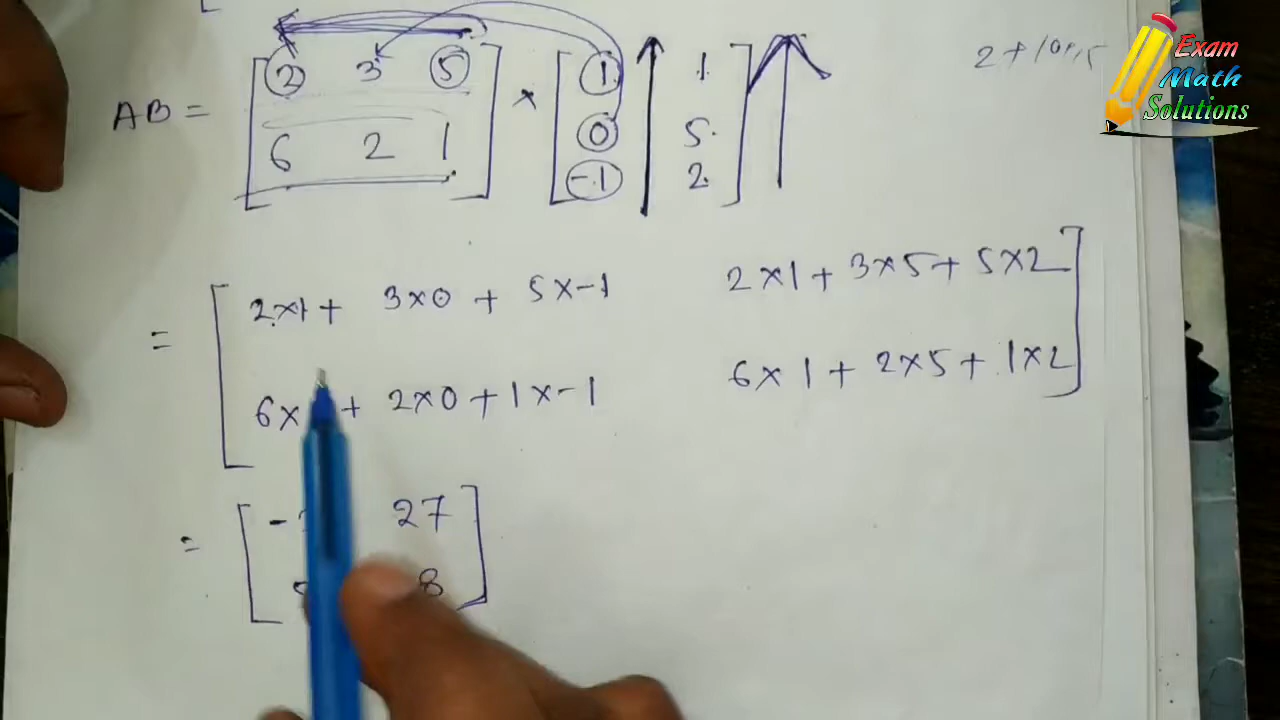 2 3 5 1 1
AB = × 0 5
6 2 1 -1 2
2+10+15
Exam
Math
Solutions
2×1+ 3×0 + 5×-1 2×1+ 3×5+ 5×2
=
6× + 2×0+1×-1 6×1+ 2×5+1×2
- 27
=
8